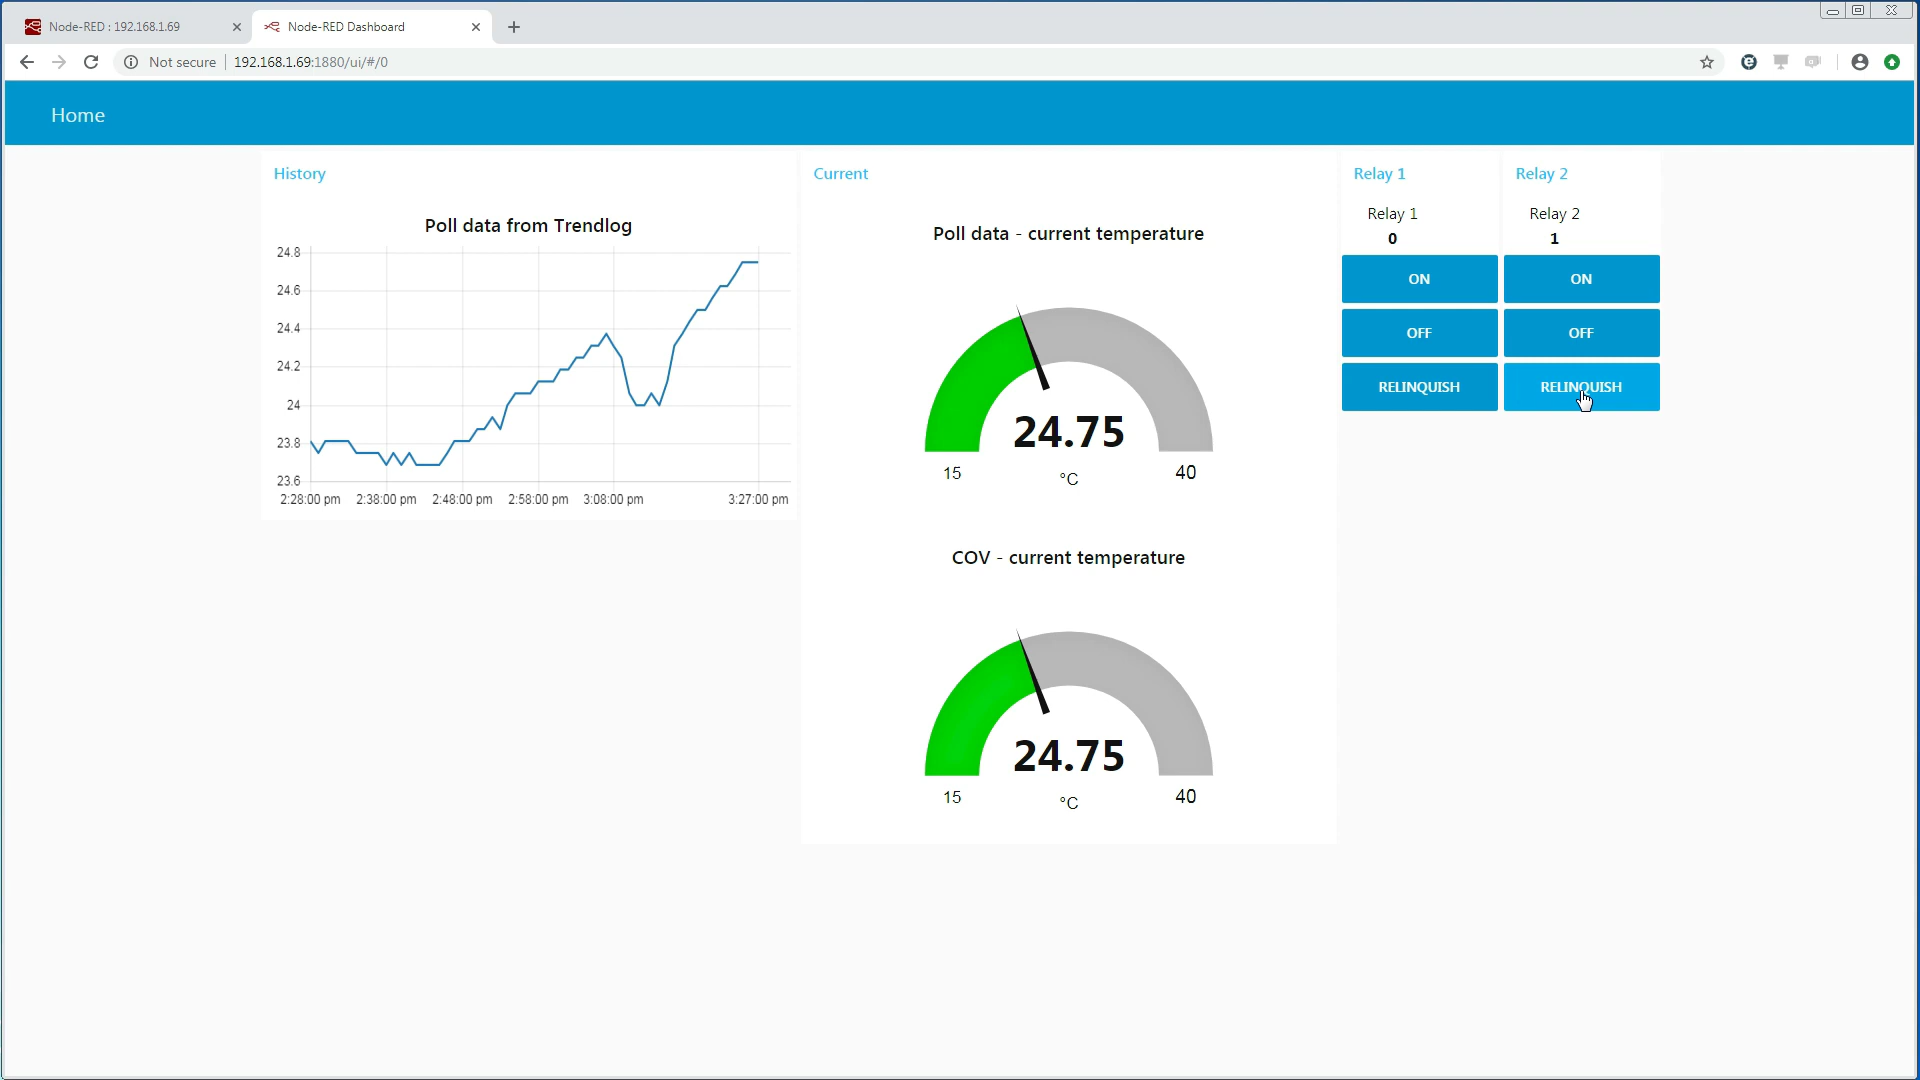 Node-RED : 192.168.1.69
Node-RED Dashboard
Not secure
192.168.1.69:1880/ui/#/0
Home
History
Poll data from Trendlog
24.8
24.6
24.4
24.2
24
23.8
23.6
2:28:00 pm 2:38:00 pm 2:48:00 pm 2:58:00 pm 3:08:00 pm 3:27:00 pm
Current
Poll data - current temperature
24.75
15 °C 40
COV - current temperature
24.75
15 °C 40
Relay 1
Relay 1
0
ON
OFF
RELINQUISH
Relay 2
Relay 2
1
ON
OFF
RELINQUISH